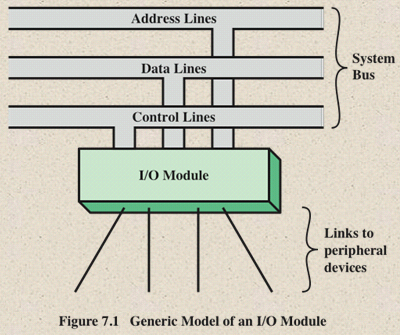 Address Lines
Data Lines
Control Lines
System
Bus
I/O Module
Links to
peripheral
devices
Figure 7.1 Generic Model of an I/O Module